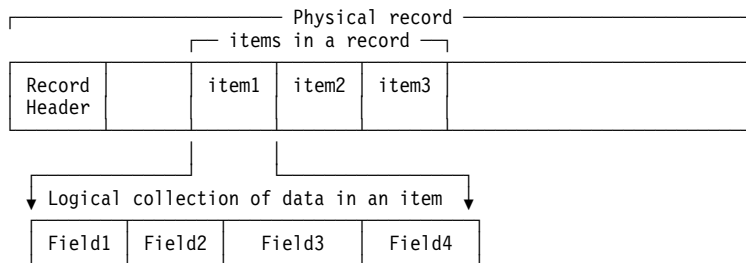 Physical record
items in a record
Record item1 item2 item3
Header
Logical collection of data in an item
Field1 Field2 Field3 Field4